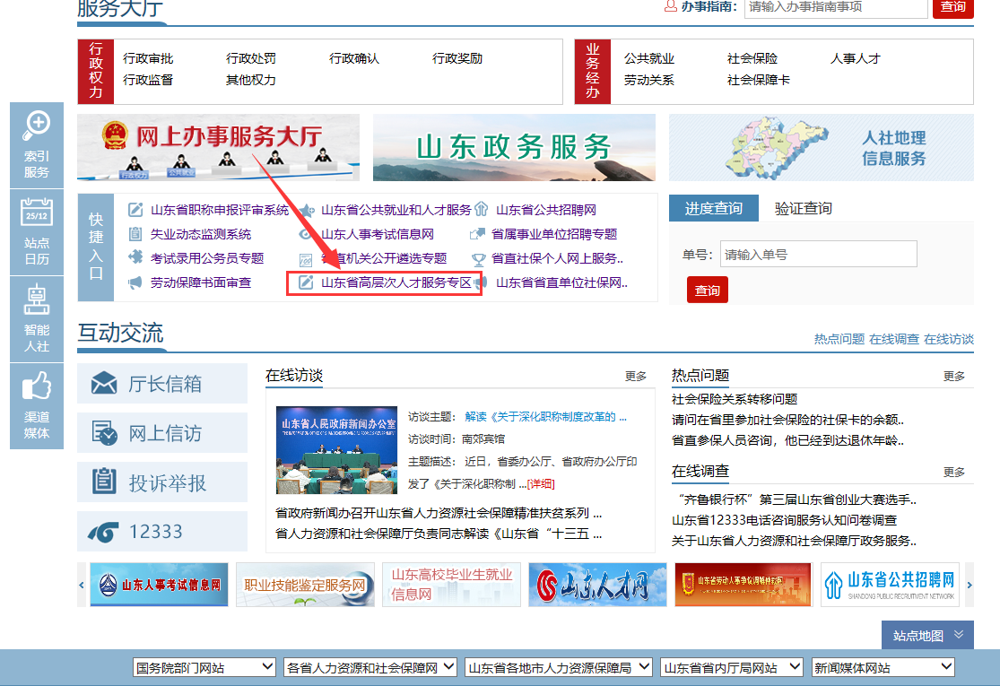 服务大厅
办事指南：
请输入办事指南事项
查询
行政权力
行政审批 行政处罚 行政确认 行政奖励
行政监督 其他权力
业务经办
公共就业 社会保险 人事人才
劳动关系 社会保障卡
索引
服务
25/12
站点
日历
智能
人社
渠道
媒体
网上办事服务大厅
行政权力
公共就业
山东政务服务
人社地理
信息服务
快捷入口
山东省职称申报评审系统 山东省公共就业和人才服务 山东省公共招聘网
失业动态监测系统 山东人事考试信息网 省属事业单位招聘专题
考试录用公务员专题 省直机关公开遴选专题 省直社保个人网上服务..
劳动保障书面审查 山东省高层次人才服务专区 山东省省直单位社保网..
进度查询 验证查询
单号： 请输入单号
查询
互动交流
热点问题 在线调查 在线访谈
厅长信箱
网上信访
投诉举报
12333
在线访谈 更多
山东省人民政府新闻办公室
访谈主题： 解读《关于深化职称制度改革的 ...
访谈时间： 南郊宾馆
主题描述： 近日，省委办公厅、省政府办公厅印
发了《关于深化职称制 ...[详细]
省政府新闻办召开山东省人力资源社会保障精准扶贫系列 ...
省人力资源和社会保障厅负责同志解读《山东省“十三五 ...
热点问题 更多
社会保险关系转移问题
请问在省里参加社会保险的社保卡的余额..
省直参保人员咨询，他已经到达退休年龄..
在线调查 更多
“齐鲁银行杯”第三届山东省创业大赛选手..
山东省12333电话咨询服务认知问卷调查
关于山东省人力资源和社会保障厅政务服务..
山东人事考试信息网
职业技能鉴定服务网
山东高校毕业生就业
信息网
山东人才网
山东省劳动人事争议调解仲裁网
山东省公共招聘网
SHANDONG PUBLIC RECRUITMENT NETWORK
站点地图
国务院部门网站 各省人力资源和社会保障网 山东省各地市人力资源保障局 山东省省内厅局网站 新闻媒体网站